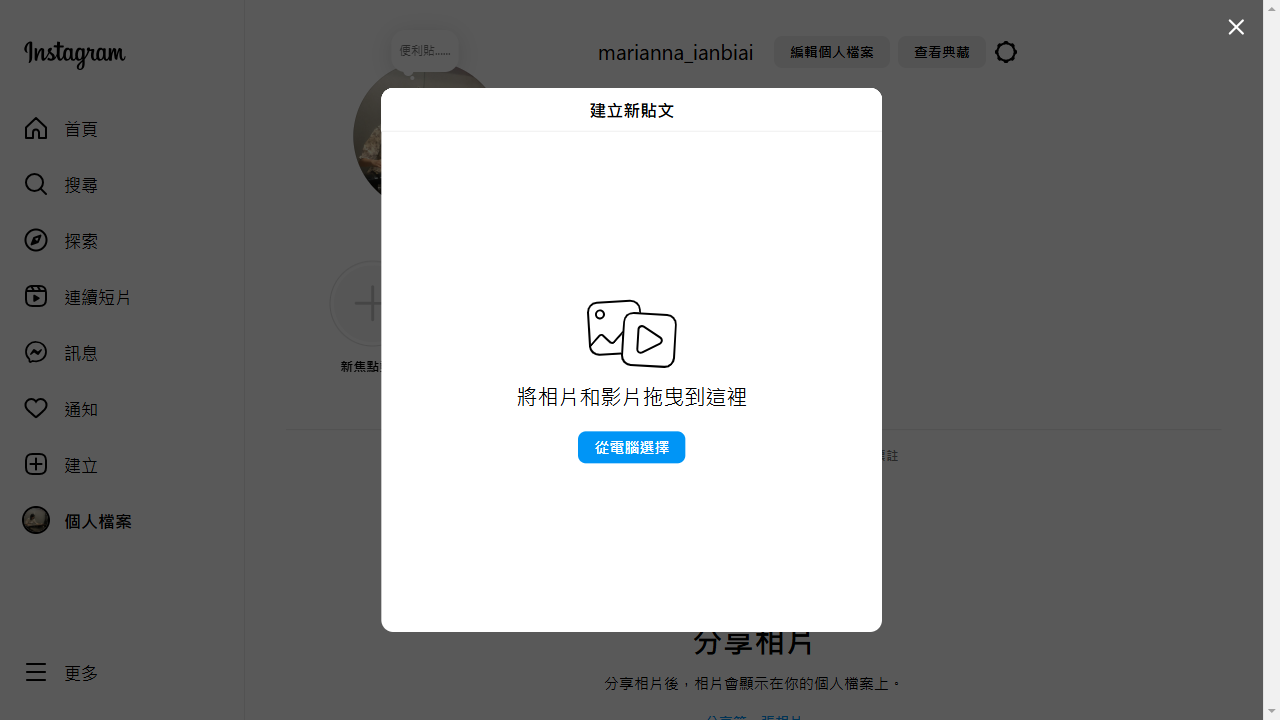 Instagram
首頁
搜尋
探索
連續短片
訊息
通知
建立
個人檔案
更多
便利貼......
marianna_ianbiai
編輯個人檔案
查看典藏
新焦點
建立新貼文
將相片和影片拖曳到這裡
從電腦選擇
註
分享相片
分享相片後，相片會顯示在你的個人檔案上。